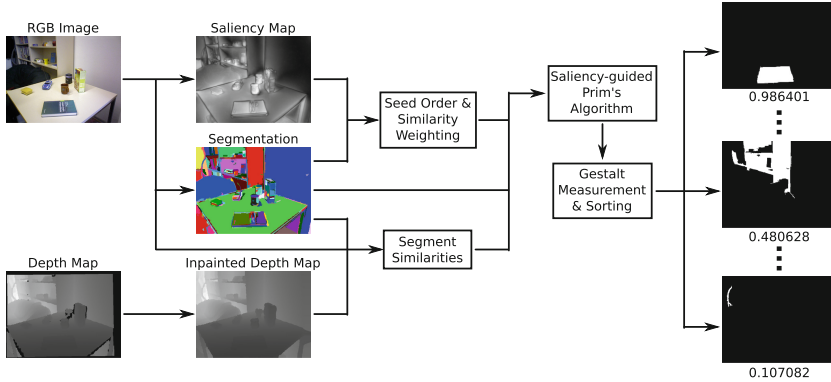 RGB Image
Saliency Map
Segmentation
Depth Map
Inpainted Depth Map
Seed Order &
Similarity
Weighting
Segment
Similarities
Saliency-guided
Prim's
Algorithm
Gestalt
Measurement
& Sorting
0.986401
0.480628
0.107082